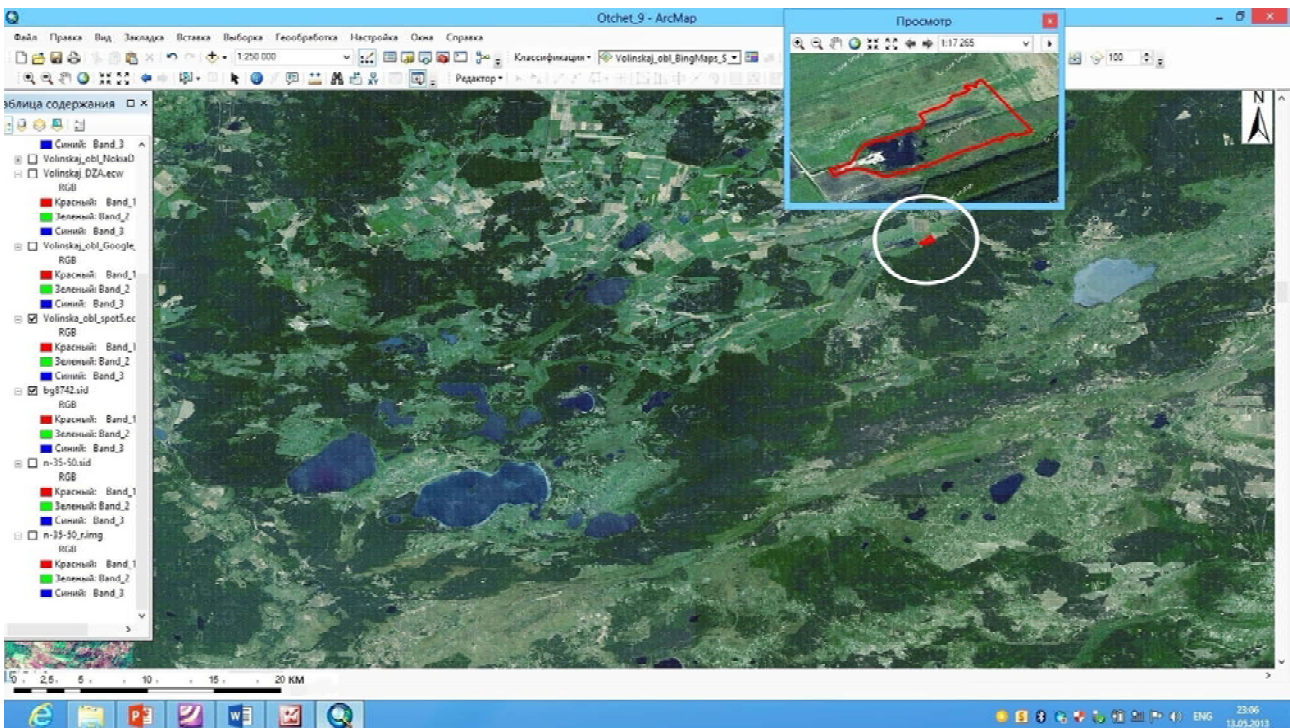 Otchet_9 - ArcMap
Файл Правка Вид Закладка Вставка Выборка Геообработка Настройка Окна Справка
1:250 000
Классификация
Volinskaj_obl_BingMaps_S
100
Редактор
Просмотр
1:17 265
аблица содержания
Синий: Band_3
Volinskaj_obl_NokiaD
Volinskaj_DZA.ecw
RGB
Красный: Band_1
Зеленый: Band_2
Синий: Band_3
Volinskaj_obl_Google_
RGB
Красный: Band_1
Зеленый: Band_2
Синий: Band_3
Volinska_obl_spot5.ec
RGB
Красный: Band_1
Зеленый: Band_2
Синий: Band_3
bg8742.sid
RGB
Красный: Band_1
Зеленый: Band_2
Синий: Band_3
n-35-50.sid
RGB
Красный: Band_1
Зеленый: Band_2
Синий: Band_3
n-35-50_r.img
RGB
Красный: Band_1
Зеленый: Band_2
Синий: Band_3
N
0 2,5 5 10 15 20 КМ
ENG
23:06
13.05.2013